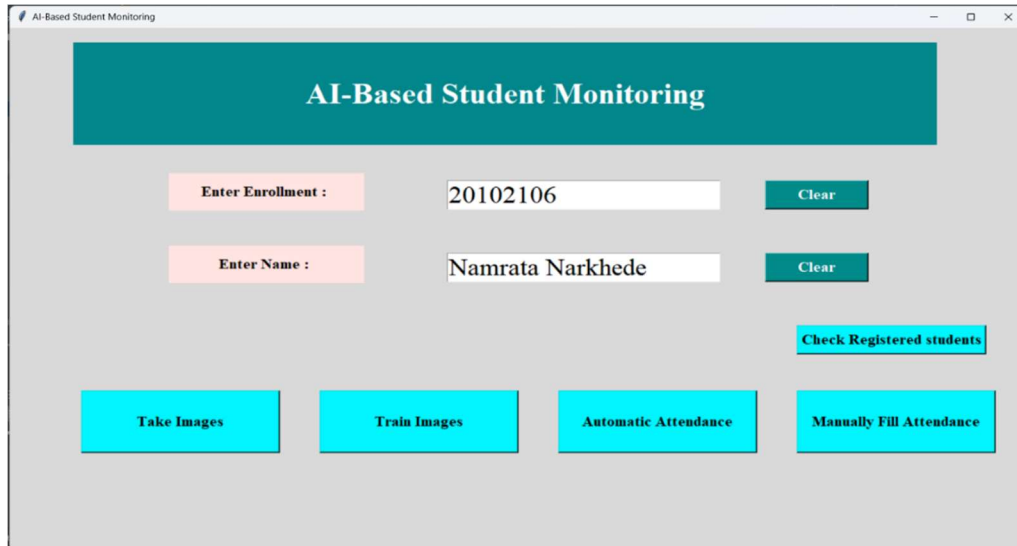 AI-Based Student Monitoring
AI-Based Student Monitoring
Enter Enrollment :
20102106
Clear
Enter Name :
Namrata Narkhede
Clear
Check Registered students
Take Images
Train Images
Automatic Attendance
Manually Fill Attendance